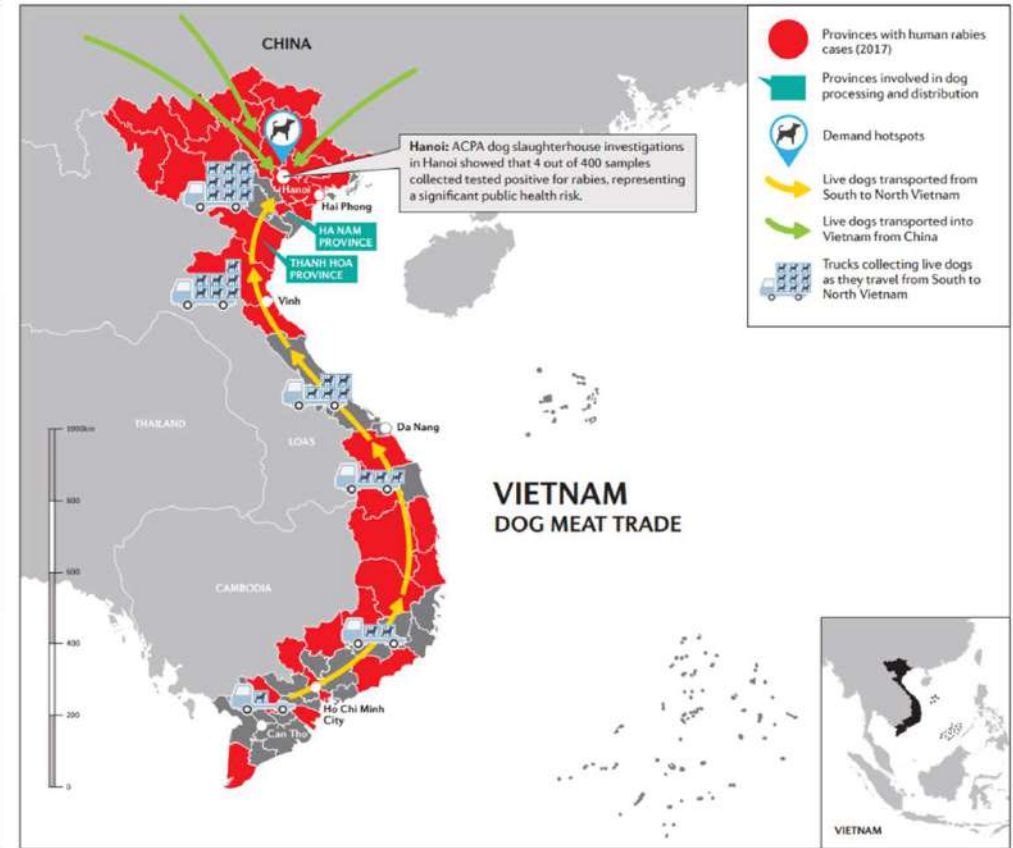 CHINA
Hanoi: ACPA dog slaughterhouse investigations
in Hanoi showed that 4 out of 400 samples
collected tested positive for rabies, representing
a significant public health risk.
Hanoi
Hai Phong
HA NAM
PROVINCE
THANH HOA
PROVINCE
Vinh
THAILAND
LOAS
Da Nang
VIETNAM
DOG MEAT TRADE
CAMBODIA
Ho Chi Minh
City
Can Tho
1000km
800
600
400
200
0
Provinces with human rabies
cases (2017)
Provinces involved in dog
processing and distribution
Demand hotspots
Live dogs transported from
South to North Vietnam
Live dogs transported into
Vietnam from China
Trucks collecting live dogs
as they travel from South to
North Vietnam
VIETNAM